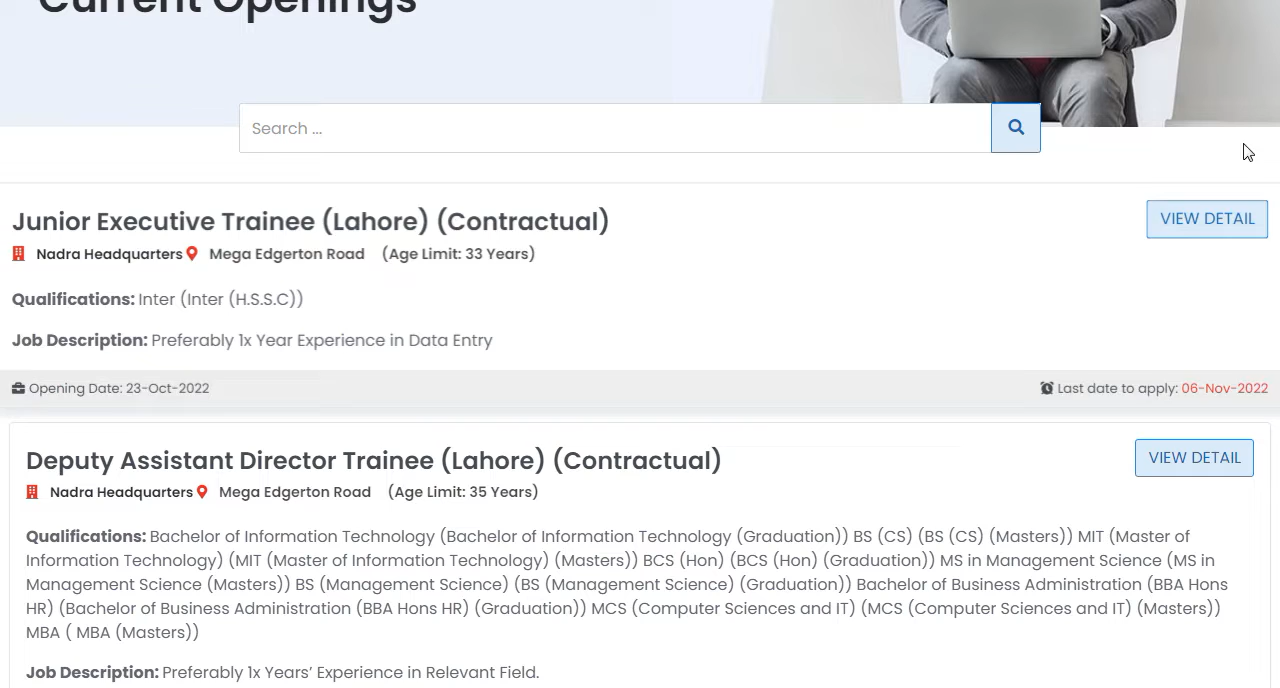 Current Openings
Search ...
Junior Executive Trainee (Lahore) (Contractual)
VIEW DETAIL
Nadra Headquarters Mega Edgerton Road (Age Limit: 33 Years)
Qualifications: Inter (Inter (H.S.S.C))
Job Description: Preferably 1x Year Experience in Data Entry
Opening Date: 23-Oct-2022
Last date to apply: 06-Nov-2022
Deputy Assistant Director Trainee (Lahore) (Contractual)
VIEW DETAIL
Nadra Headquarters Mega Edgerton Road (Age Limit: 35 Years)
Qualifications: Bachelor of Information Technology (Bachelor of Information Technology (Graduation)) BS (CS) (BS (CS) (Masters)) MIT (Master of
Information Technology) (MIT (Master of Information Technology) (Masters)) BCS (Hon) (BCS (Hon) (Graduation)) MS in Management Science (MS in
Management Science (Masters)) BS (Management Science) (BS (Management Science) (Graduation)) Bachelor of Business Administration (BBA Hons
HR) (Bachelor of Business Administration (BBA Hons HR) (Graduation)) MCS (Computer Sciences and IT) (MCS (Computer Sciences and IT) (Masters))
MBA ( MBA (Masters))
Job Description: Preferably 1x Years’ Experience in Relevant Field.